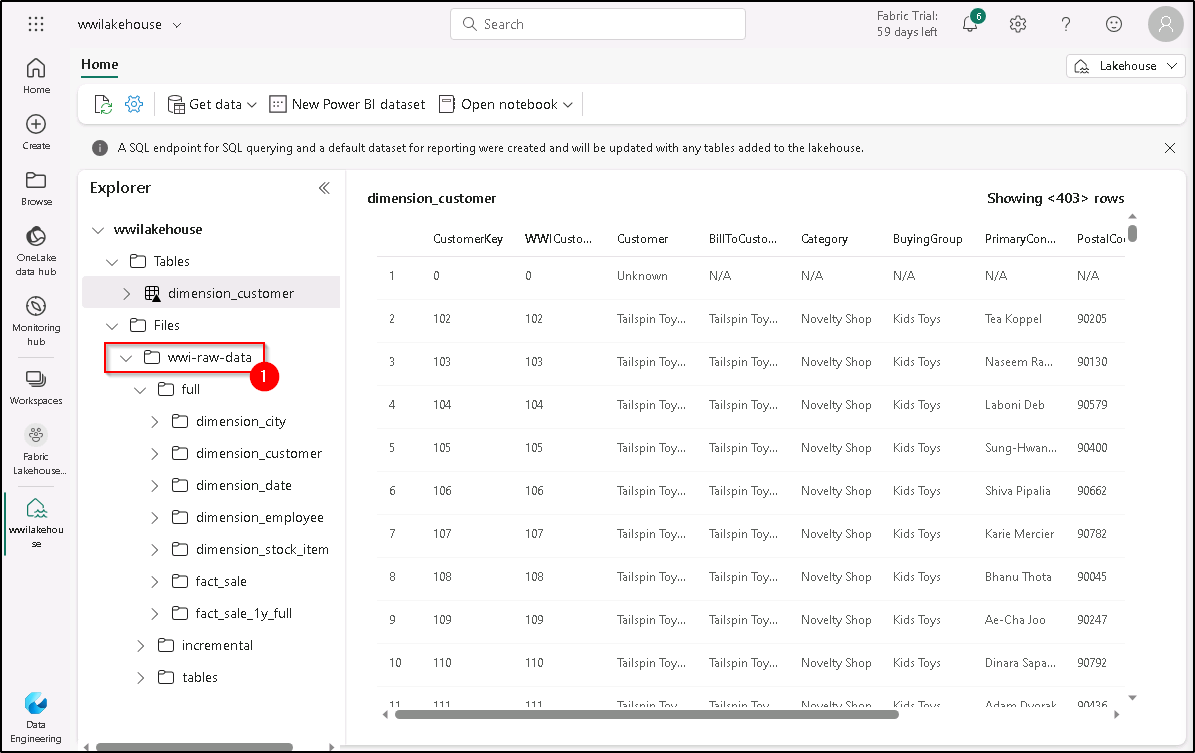 wwilakehouse
Search
Fabric Trial:
59 days left
6
Home
Lakehouse
Get data
New Power BI dataset
Open notebook
A SQL endpoint for SQL querying and a default dataset for reporting were created and will be updated with any tables added to the lakehouse.
Home
Create
Browse
OneLake
data hub
Monitoring
hub
Workspaces
Fabric
Lakehouse...
wwilakehou
se
Data
Engineering
Explorer
wwilakehouse
Tables
dimension_customer
Files
wwi-raw-data
1
full
dimension_city
dimension_customer
dimension_date
dimension_employee
dimension_stock_item
fact_sale
fact_sale_1y_full
incremental
tables
dimension_customer
Showing <403> rows
CustomerKey WWICusto... Customer BillToCusto... Category BuyingGroup PrimaryCon... PostalCo
1 0 0 Unknown N/A N/A N/A N/A N/A
2 102 102 Tailspin Toy... Tailspin Toy... Novelty Shop Kids Toys Tea Koppel 90205
3 103 103 Tailspin Toy... Tailspin Toy... Novelty Shop Kids Toys Naseem Ra... 90130
4 104 104 Tailspin Toy... Tailspin Toy... Novelty Shop Kids Toys Laboni Deb 90579
5 105 105 Tailspin Toy... Tailspin Toy... Novelty Shop Kids Toys Sung-Hwan... 90400
6 106 106 Tailspin Toy... Tailspin Toy... Novelty Shop Kids Toys Shiva Pipalia 90662
7 107 107 Tailspin Toy... Tailspin Toy... Novelty Shop Kids Toys Karie Mercier 90782
8 108 108 Tailspin Toy... Tailspin Toy... Novelty Shop Kids Toys Bhanu Thota 90045
9 109 109 Tailspin Toy... Tailspin Toy... Novelty Shop Kids Toys Ae-Cha Joo 90247
10 110 110 Tailspin Toy... Tailspin Toy... Novelty Shop Kids Toys Dinara Sapa... 90792
11 111 111 Tailspin Toy... Tailspin Toy... Novelty Shop Kids Toys Adam Dvorak 90436